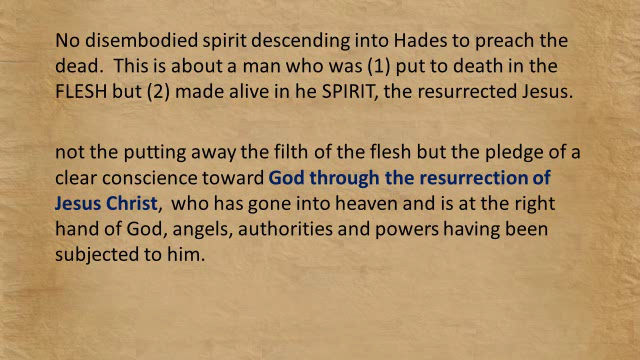 No disembodied spirit descending into Hades to preach the
dead.  This is about a man who was (1) put to death in the
FLESH but (2) made alive in he SPIRIT, the resurrected Jesus.
not the putting away the filth of the flesh but the pledge of a
clear conscience toward God through the resurrection of
Jesus Christ,  who has gone into heaven and is at the right
hand of God, angels, authorities and powers having been
subjected to him.